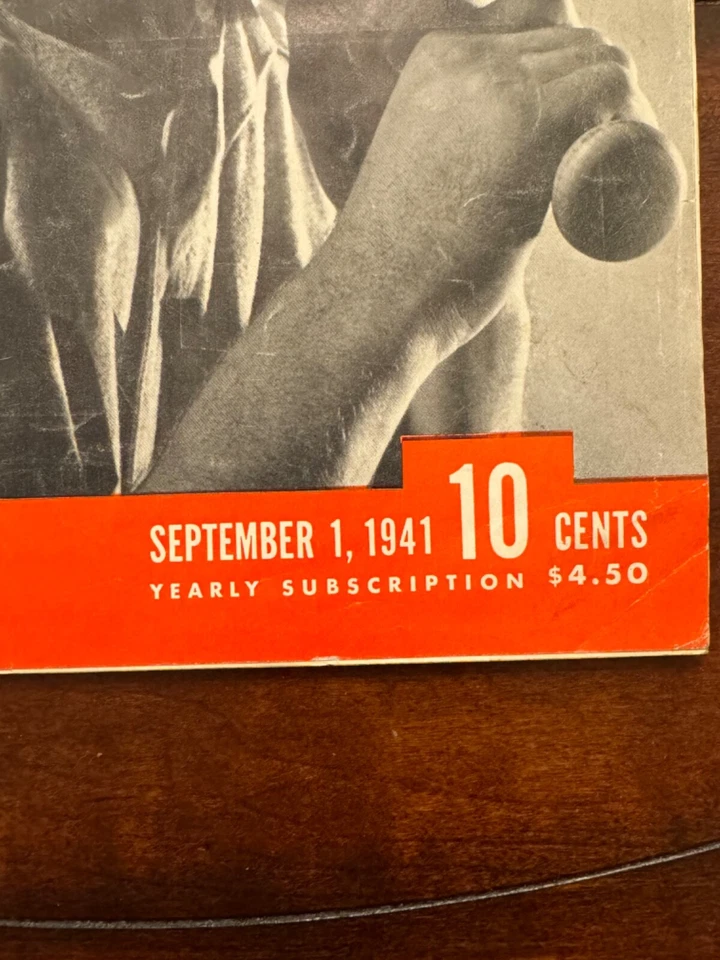 SEPTEMBER 1, 1941 10 CENTS
YEARLY SUBSCRIPTION $4.50